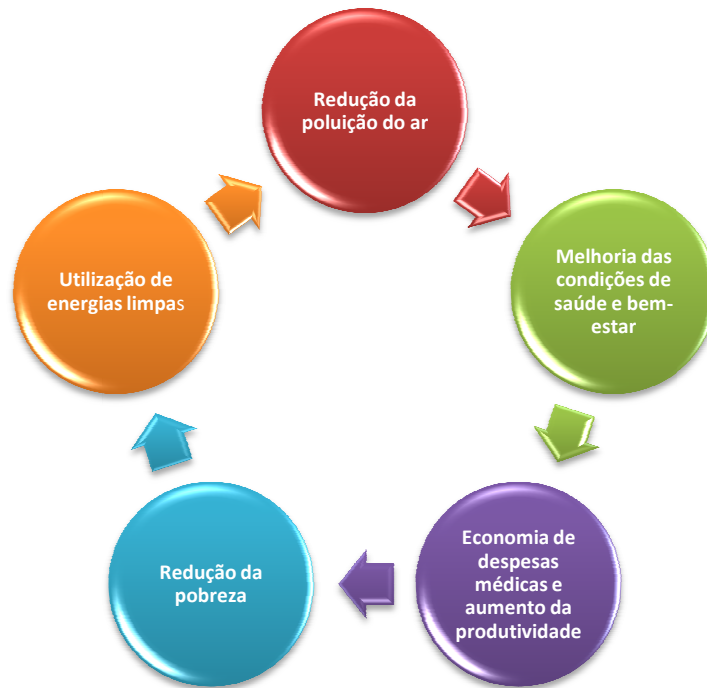 Redução da
poluição do ar
Melhoria das
condições de
saúde e bem-
estar
Economia de
despesas
médicas e
aumento da
produtividade
Redução da
pobreza
Utilização de
energias limpas